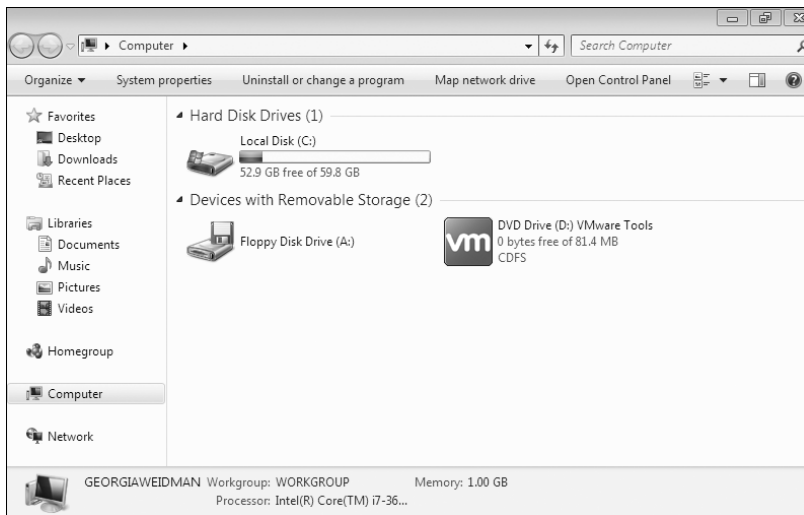 Computer
Search Computer
Organize System properties Uninstall or change a program Map network drive Open Control Panel
Favorites
Desktop
Downloads
Recent Places
Libraries
Documents
Music
Pictures
Videos
Homegroup
Computer
Network
Hard Disk Drives (1)
Local Disk (C:)
52.9 GB free of 59.8 GB
Devices with Removable Storage (2)
Floppy Disk Drive (A:)
vm
DVD Drive (D:) VMware Tools
0 bytes free of 81.4 MB
CDFS
GEORGIAWEIDMAN Workgroup: WORKGROUP Memory: 1.00 GB
Processor: Intel(R) Core(TM) i7-36...